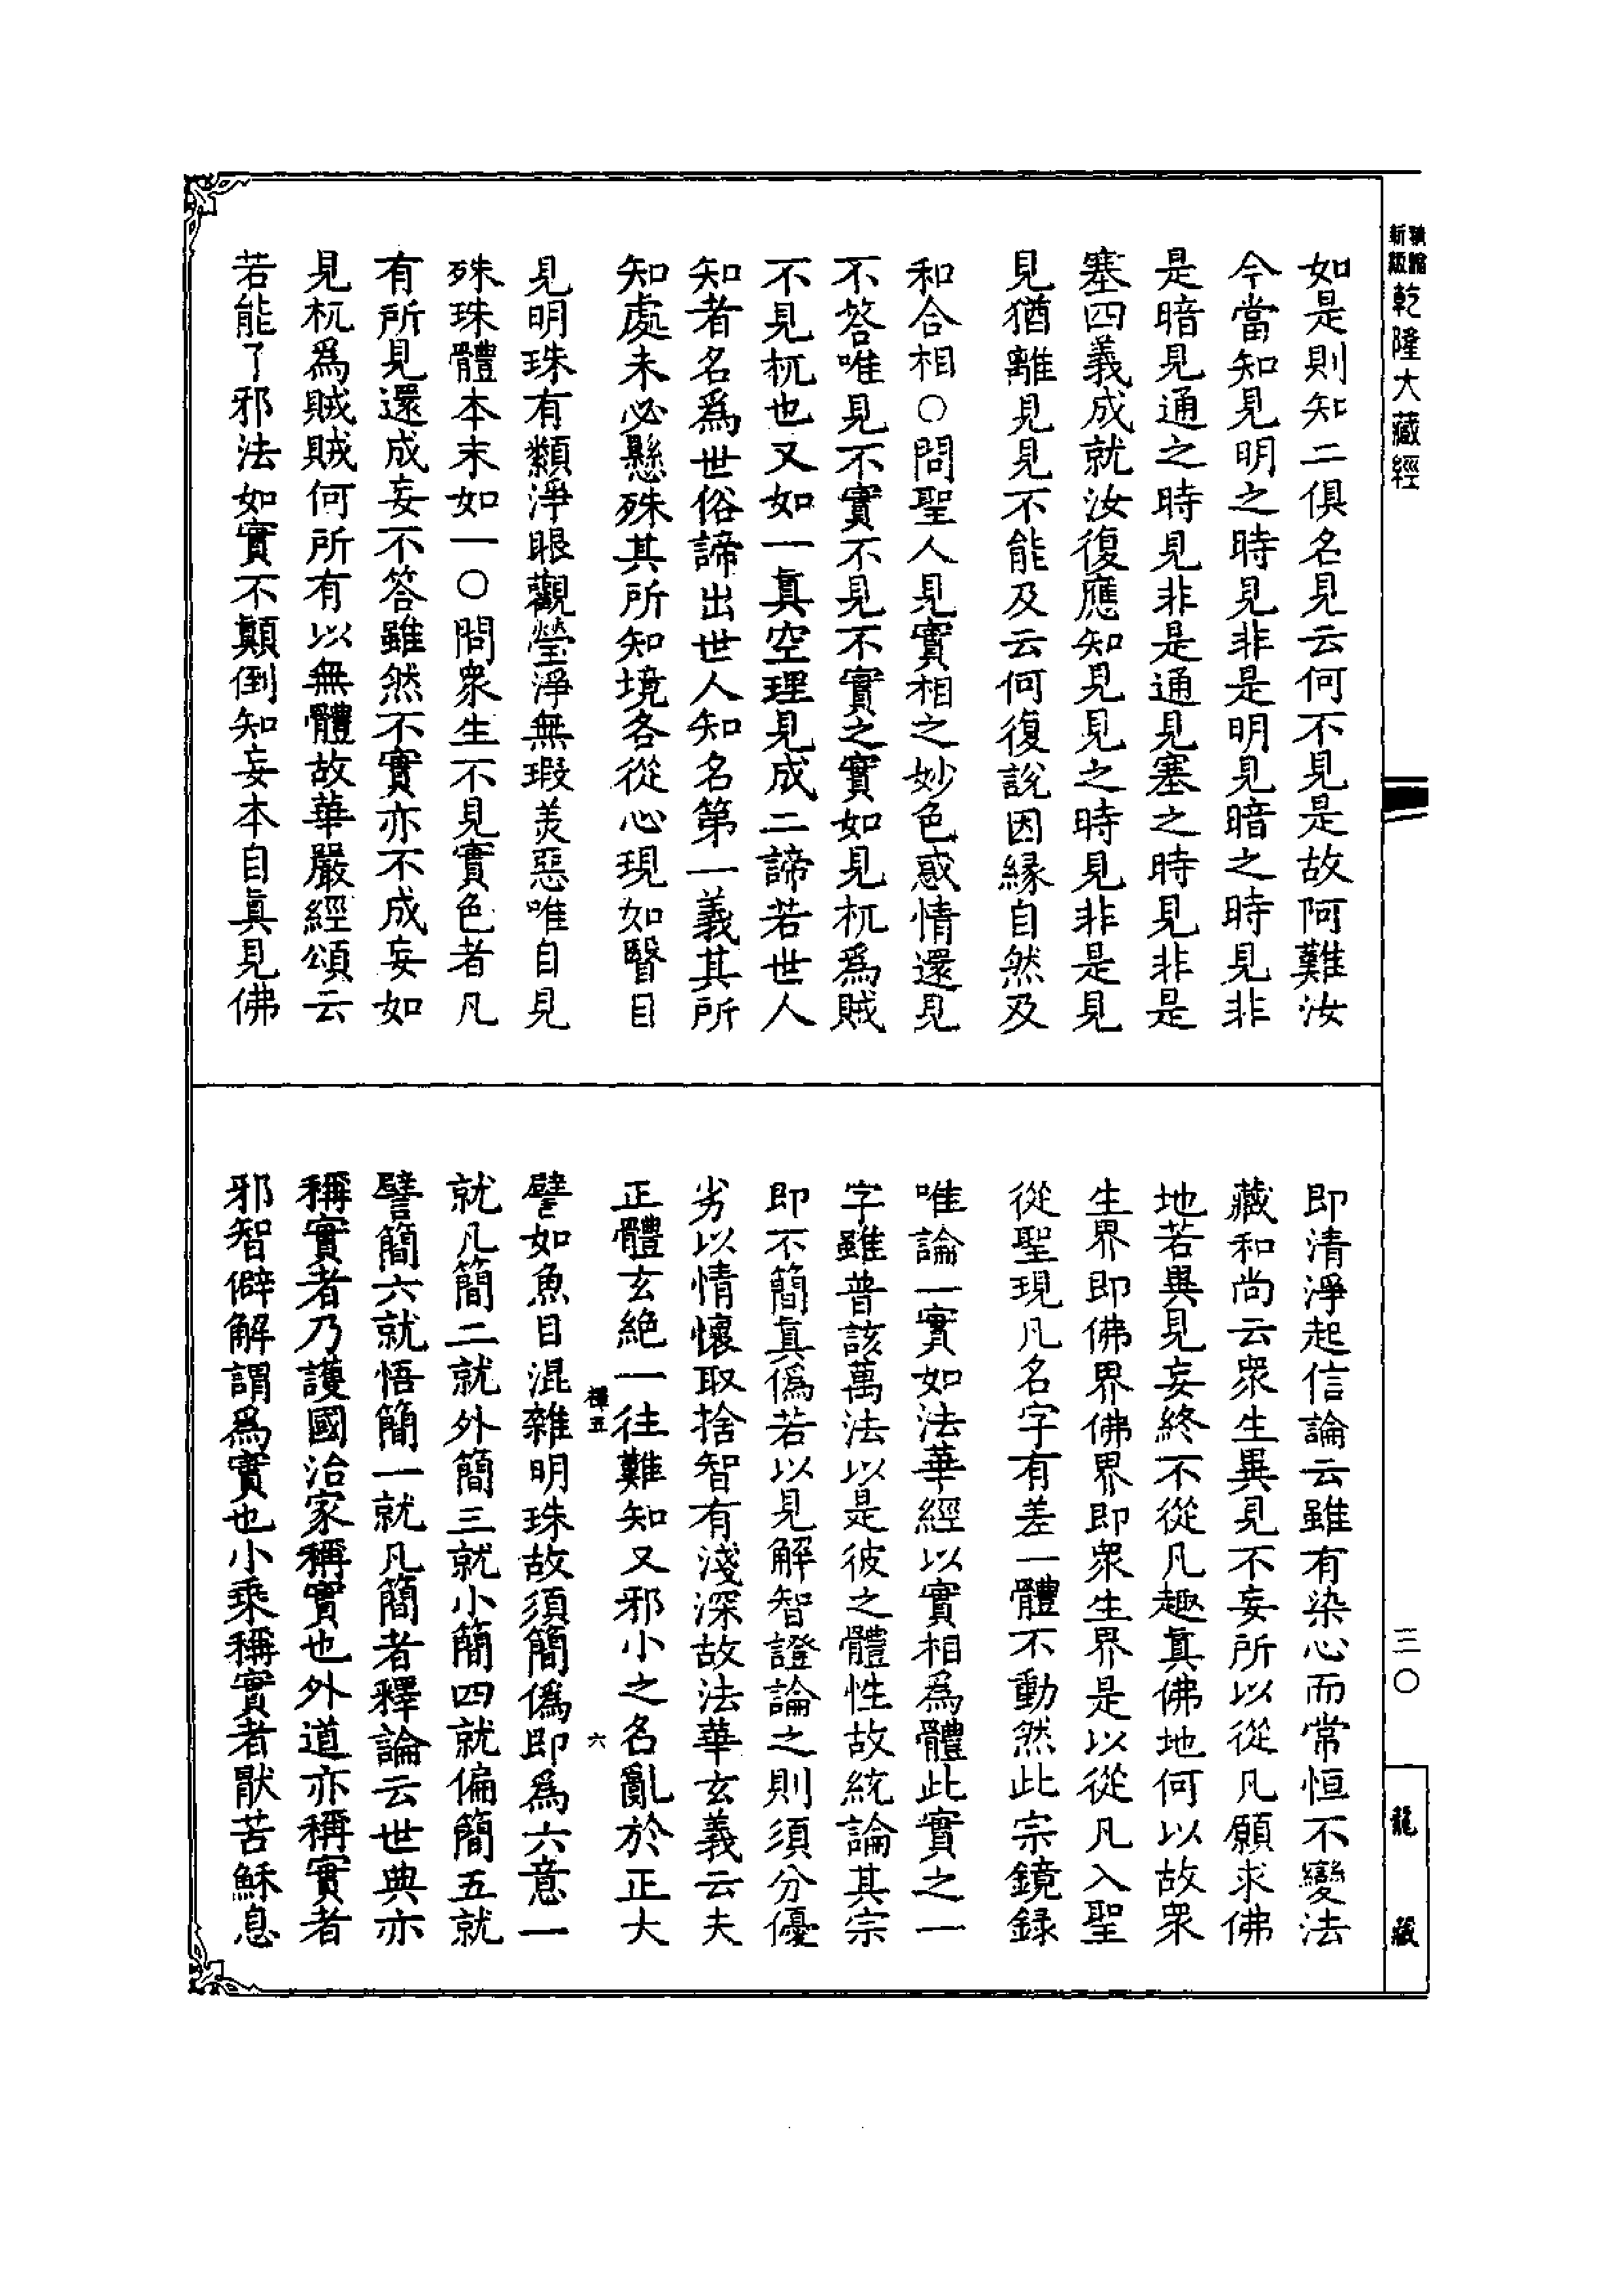 新編縮版 乾隆大藏經
三〇
龍藏
如是則知二俱名見云何不見是故阿難汝
今當知見明之時見非是明見暗之時見非
是暗見通之時見非是通見塞之時見非是
塞四義成就汝復應知見見之時見非是見
見猶離見見不能及云何復說因緣自然及
和合相○問聖人見實相之妙色惑情還見
不答唯見不實不見不實之實如見杌爲賊
不見杌也又如一真空理見成二諦若世人
知者名爲世俗諦出世人知名第一義其所
知處未必懸殊其所知境各從心現如瞖目
見明珠有纇淨眼觀瑩淨無瑕羙惡唯自見
殊珠體本末如一○問衆生不見實色者凡
有所見還成妄不答雖然不實亦不成妄如
見杌爲賊賊何所有以無體故華嚴經頌云
若能了邪法如實不顛倒知妄本自真見佛
即清淨起信論云雖有染心而常恒不變法
藏和尚云衆生異見不妄所以從凡願求佛
地若異見妄終不從凡趣真佛地何以故衆
生界即佛界佛界即衆生界是以從凡入聖
從聖現凡名字有差一體不動然此宗鏡錄
唯論一實如法華經以實相爲體此實之一
字雖普該萬法以是彼之體性故統論其宗
即不簡真僞若以見解智證論之則須分優
劣以情懷取捨智有淺深故法華玄義云夫
正體玄絕一往難知又邪小之名亂於正大
禪五 六
譬如魚目混雜明珠故須簡僞即爲六意一
就凡簡二就外簡三就小簡四就偏簡五就
譬簡六就悟簡一就凡簡者釋論云世典亦
稱實者乃護國治家稱實也外道亦稱實者
邪智僻解謂爲實也小乘稱實者猒苦穌息